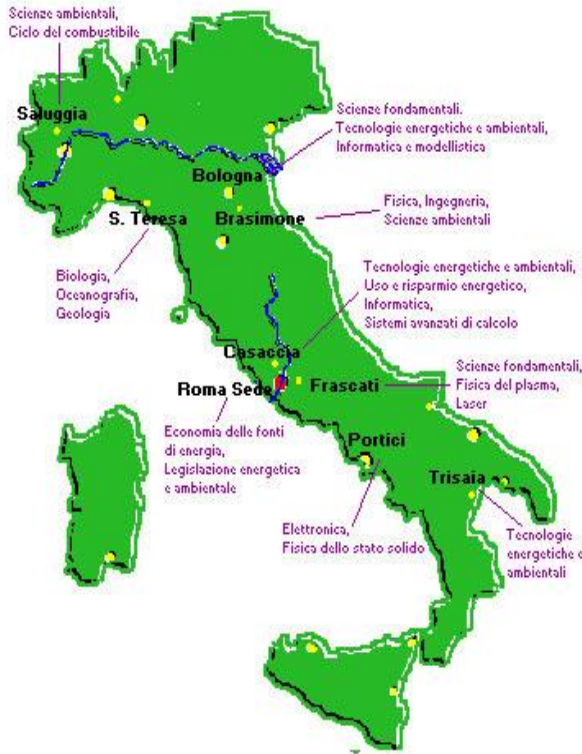 Scienze ambientali,
Ciclo del combustibile
Saluggia
Scienze fondamentali.
Tecnologie energetiche e ambientali,
Informatica e modellistica
Bologna
S. Teresa
Brasimone
Fisica, Ingegneria,
Scienze ambientali
Biologia,
Oceanografia,
Geologia
Tecnologie energetiche e ambientali,
Uso e risparmio energetico,
Informatica,
Sistemi avanzati di calcolo
Casaccia
Roma Sede
Frascati
Scienze fondamentali,
Fisica del plasma,
Laser
Economia delle fonti
di energia,
Legislazione energetica
e ambientale
Portici
Trisaia
Elettronica,
Fisica dello stato solido
Tecnologie
energetiche e
ambientali